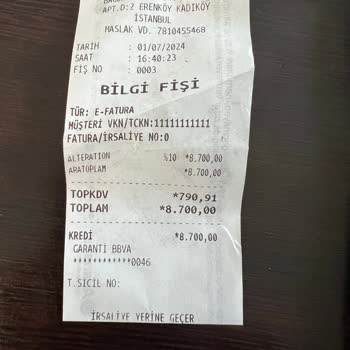 APT.D:2 ERENKÖY KADIKÖY
İSTANBUL
MASLAK VD. 7810455468
TARİH : 01/07/2024
SAAT : 16:40:23
FİŞ NO : 0003
BİLGİ FİŞİ
TÜR: E-FATURA
MÜŞTERİ VKN/TCKN:11111111111
FATURA/İRSALİYE NO:0
ALTERATION %10 *8.700,00
ARATOPLAM *8.700,00
TOPKDV *790,91
TOPLAM *8.700,00
KREDİ *8.700,00
GARANTİ BBVA
************0046
T.SİCİL NO:
İRSALİYE YERİNE GEÇER